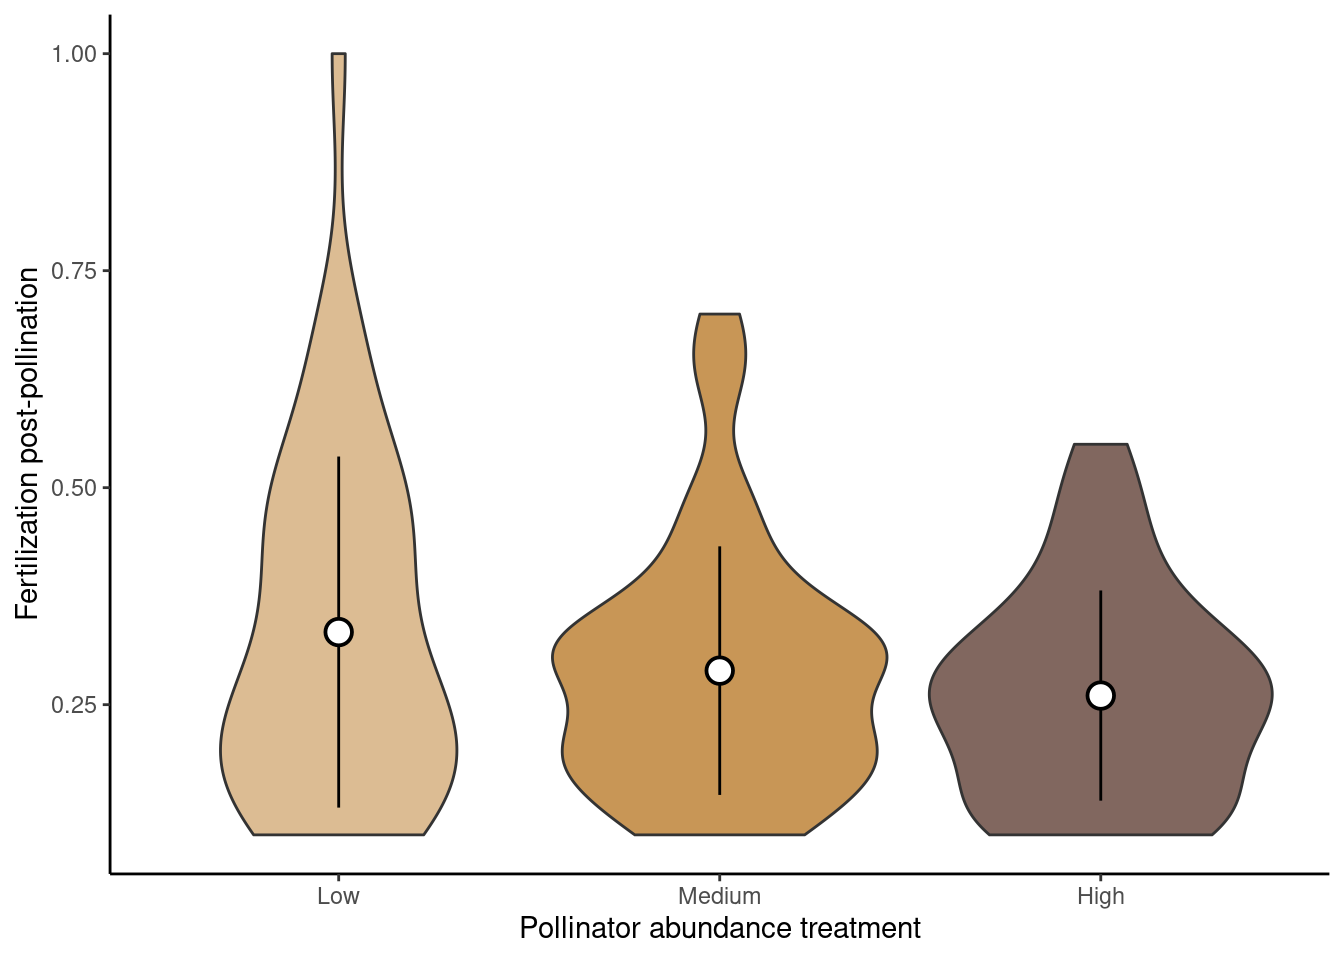 Fertilization post-pollination
1.00
0.75
0.50
0.25
Low
Medium
High
Pollinator abundance treatment